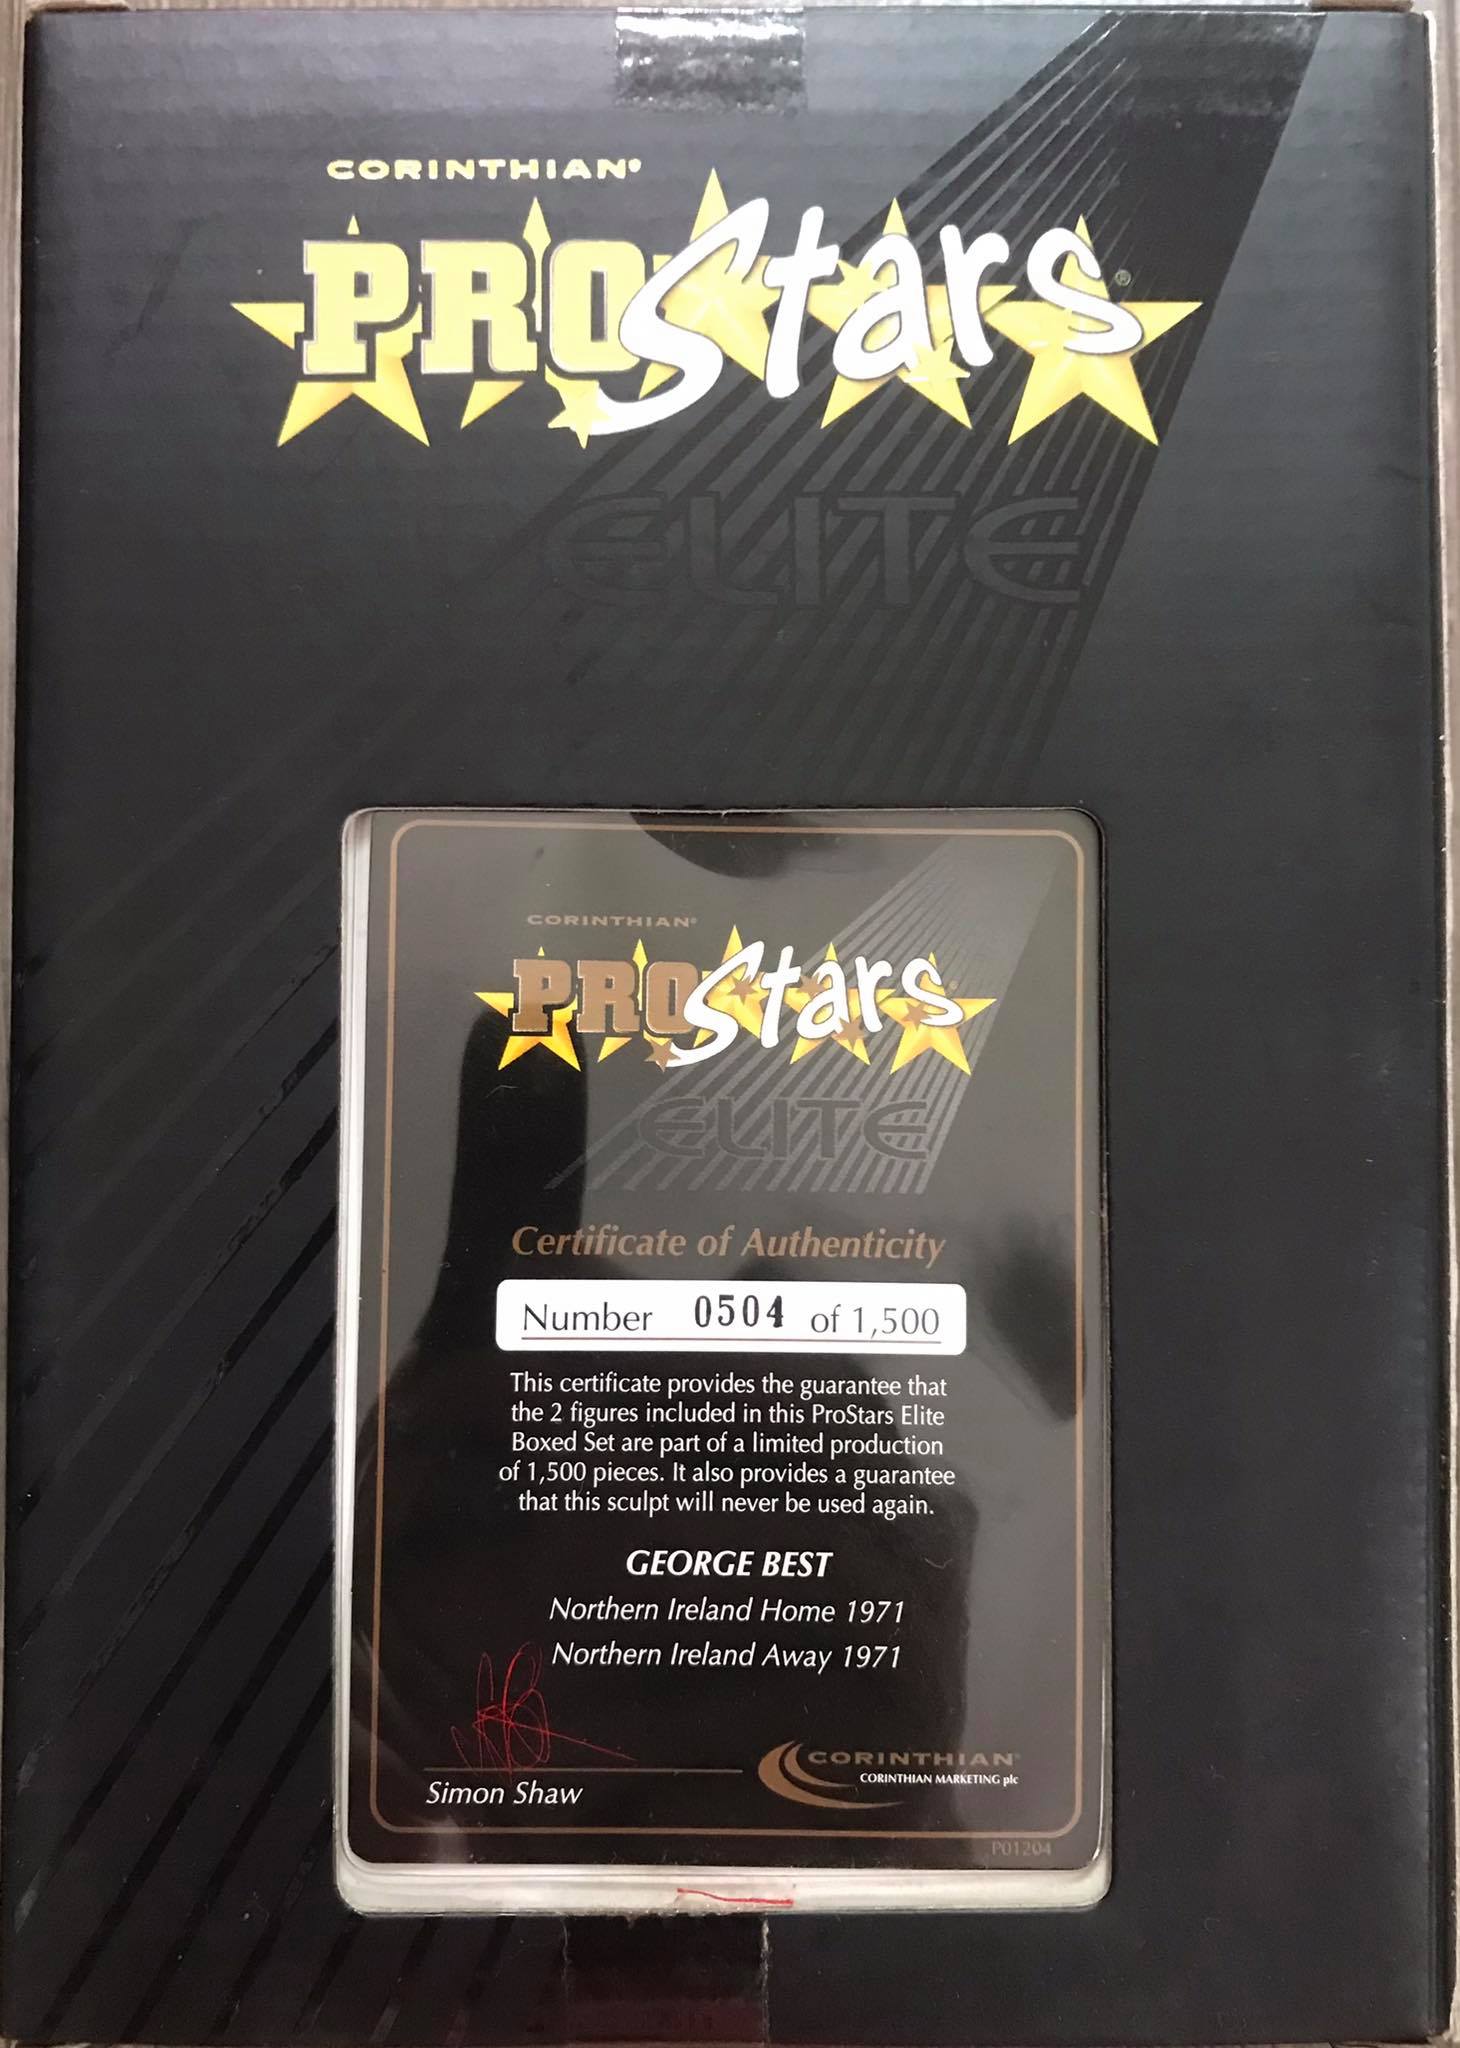 CORINTHIAN®
PROStars®
ELITE
CORINTHIAN®
PROStars®
ELITE
Certificate of Authenticity
Number 0504 of 1,500
This certificate provides the guarantee that
the 2 figures included in this ProStars Elite
Boxed Set are part of a limited production
of 1,500 pieces. It also provides a guarantee
that this sculpt will never be used again.
GEORGE BEST
Northern Ireland Home 1971
Northern Ireland Away 1971
Simon Shaw
CORINTHIAN®
CORINTHIAN MARKETING plc
P01204